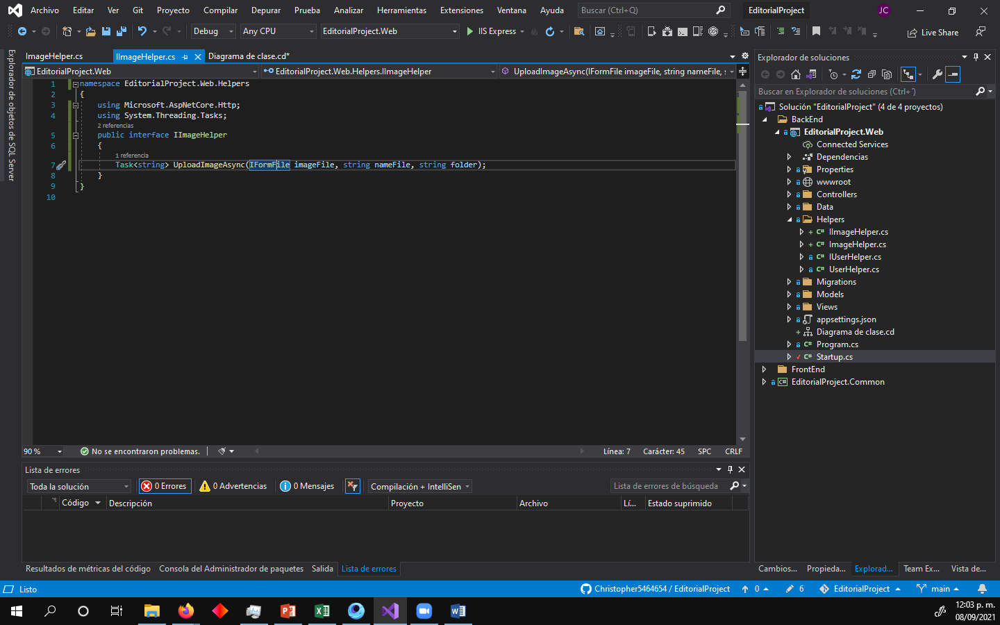 Archivo Editar Ver Git Proyecto Compilar Depurar Prueba Analizar Herramientas Extensiones Ventana Ayuda Buscar (Ctrl+Q) EditorialProject JC
Debug Any CPU EditorialProject.Web IIS Express Live Share
Explorador de objetos de SQL Server
ImageHelper.cs IImageHelper.cs Diagrama de clase.cd*
EditorialProject.Web EditorialProject.Web.Helpers.IImageHelper UploadImageAsync(IFormFile imageFile, string nameFile, s
1 namespace EditorialProject.Web.Helpers
2 {
3 using Microsoft.AspNetCore.Http;
4 using System.Threading.Tasks;
2 referencias
5 public interface IImageHelper
6 {
1 referencia
7 Task<string> UploadImageAsync(IFormFile imageFile, string nameFile, string folder);
8 }
9 }
10
90 % No se encontraron problemas. Línea: 7 Carácter: 45 SPC CRLF
Lista de errores
Toda la solución 0 Errores 0 Advertencias 0 Mensajes Compilación + IntelliSen Lista de errores de búsqueda
Código Descripción Proyecto Archivo Lí... Estado suprimido
Resultados de métricas del código Consola del Administrador de paquetes Salida Lista de errores
Explorador de soluciones
Buscar en Explorador de soluciones (Ctrl+´)
Solución "EditorialProject" (4 de 4 proyectos)
BackEnd
EditorialProject.Web
Connected Services
Dependencias
Properties
wwwroot
Controllers
Data
Helpers
C# IImageHelper.cs
C# ImageHelper.cs
C# IUserHelper.cs
C# UserHelper.cs
Migrations
Models
Views
appsettings.json
Diagrama de clase.cd
C# Program.cs
C# Startup.cs
FrontEnd
C# EditorialProject.Common
Cambios... Propieda... Explorad... Team Ex... Vista de...
Listo Christopher5464654 / EditorialProject 0 6 EditorialProject main
12:03 p. m.
08/09/2021